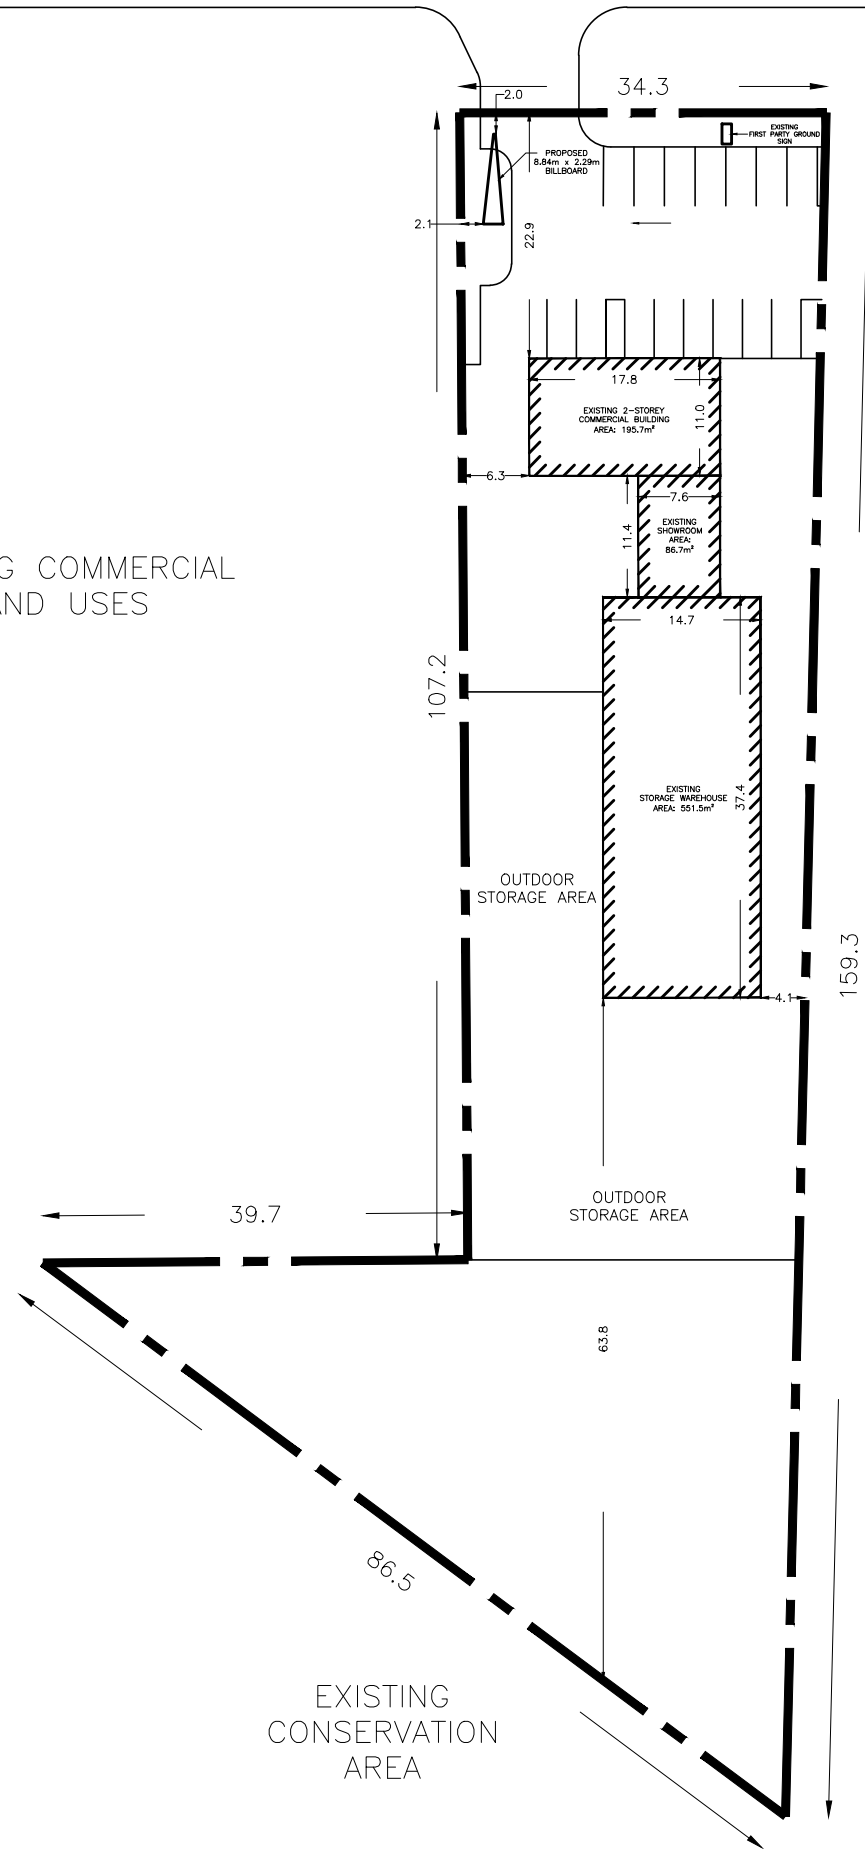 34.3
2.0
EXISTING
FIRST PARTY GROUND
SIGN
PROPOSED
8.84m x 2.29m
BILLBOARD
2.1
22.9
17.8
11.0
EXISTING 2-STOREY
COMMERCIAL BUILDING
AREA: 195.7m²
6.3
7.6
11.4
EXISTING
SHOWROOM
AREA:
86.7m²
G COMMERCIAL
AND USES
14.7
107.2
EXISTING
STORAGE WAREHOUSE
AREA: 551.5m²
37.4
OUTDOOR
STORAGE AREA
159.3
4.1
OUTDOOR
STORAGE AREA
39.7
63.8
86.5
EXISTING
CONSERVATION
AREA